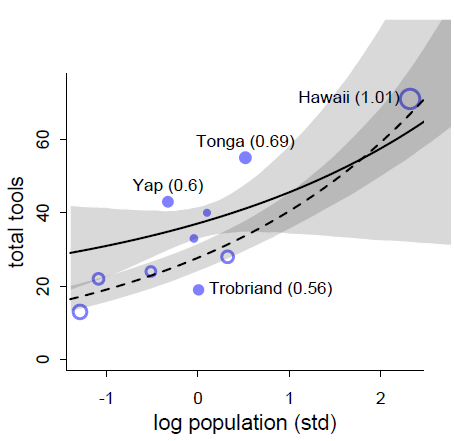 Hawaii (1.01)
Tonga (0.69)
Yap (0.6)
Trobriand (0.56)
total tools
0
20
40
60
-1
0
1
2
log population (std)